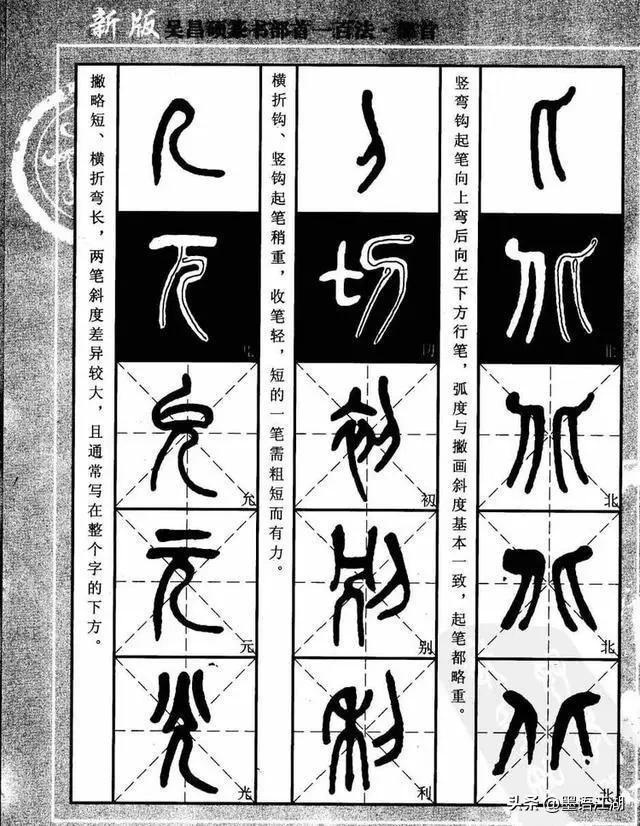 新版 吴昌硕篆书部首一百法·部首
竖弯钩起笔向上弯后向左下方行笔，弧度与撇画斜度基本一致，起笔都略重。
北
北
北
北
横折钩、竖钩起笔稍重，收笔轻，短的一笔需粗短而有力。
切
初
别
利
撇略短、横折弯长，两笔斜度差异较大，且通常写在整个字的下方。
允
元
光
头条@墨语江湖